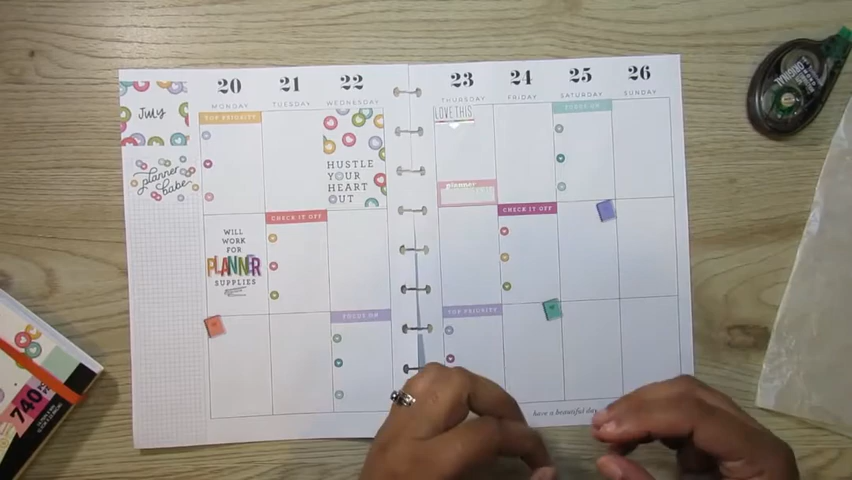 20 21 22 23 24 25 26
MONDAY TUESDAY WEDNESDAY THURSDAY FRIDAY SATURDAY SUNDAY
July
planner
babe
TOP PRIORITY
HUSTLE
YOUR
HEART
OUT
LOVE THIS
planner
FOCUS ON
WILL
WORK
FOR
PLANNER
SUPPLIES
CHECK IT OFF
CHECK IT OFF
FOCUS ON
TOP PRIORITY
have a beautiful day
740